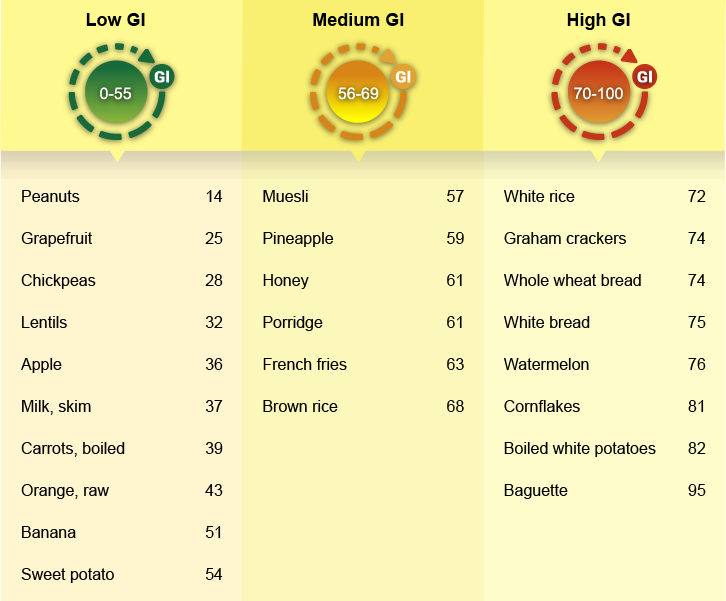 Low GI
GI
0-55
Peanuts 14
Grapefruit 25
Chickpeas 28
Lentils 32
Apple 36
Milk, skim 37
Carrots, boiled 39
Orange, raw 43
Banana 51
Sweet potato 54
Medium GI
GI
56-69
Muesli 57
Pineapple 59
Honey 61
Porridge 61
French fries 63
Brown rice 68
High GI
GI
70-100
White rice 72
Graham crackers 74
Whole wheat bread 74
White bread 75
Watermelon 76
Cornflakes 81
Boiled white potatoes 82
Baguette 95